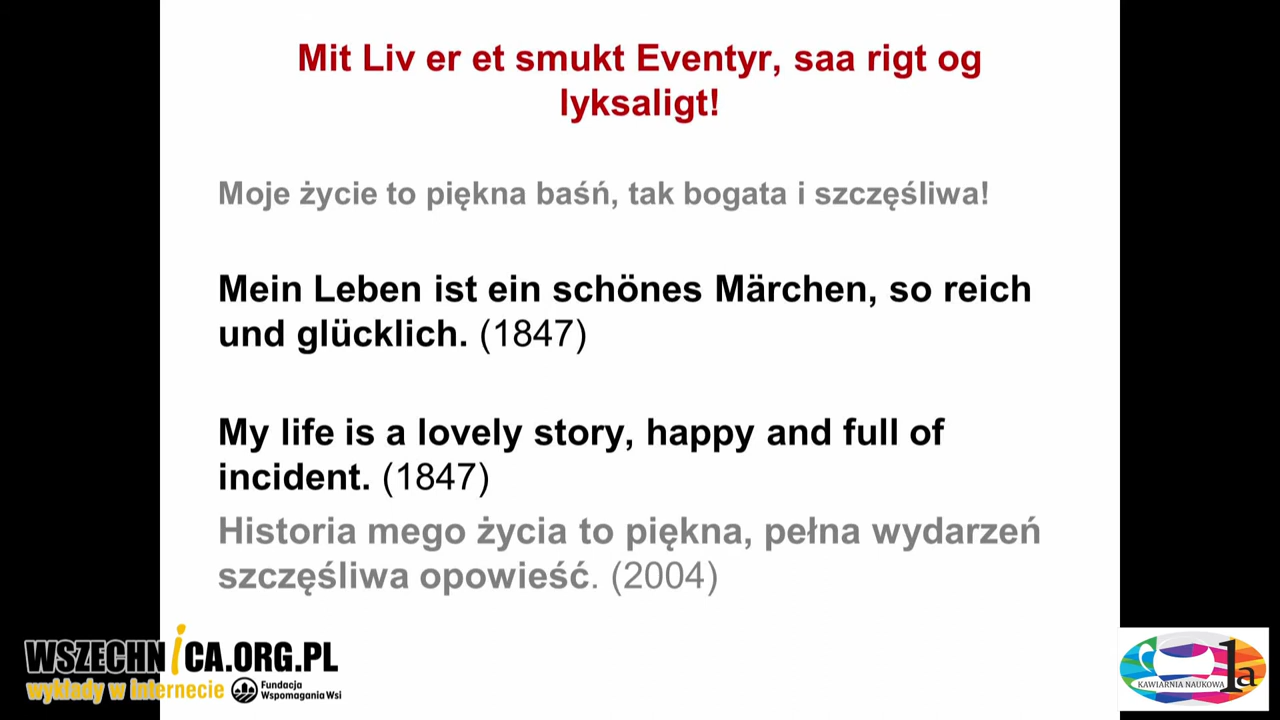 Mit Liv er et smukt Eventyr, saa rigt og
lyksaligt!
Moje życie to piękna baśń, tak bogata i szczęśliwa!
Mein Leben ist ein schönes Märchen, so reich
und glücklich. (1847)
My life is a lovely story, happy and full of
incident. (1847)
Historia mego życia to piękna, pełna wydarzeń
szczęśliwa opowieść. (2004)
WSZECHNiCA.ORG.PL
wykłady w Internecie
Fundacja
Wspomagania Wsi
KAWIARNIA NAUKOWA 1a